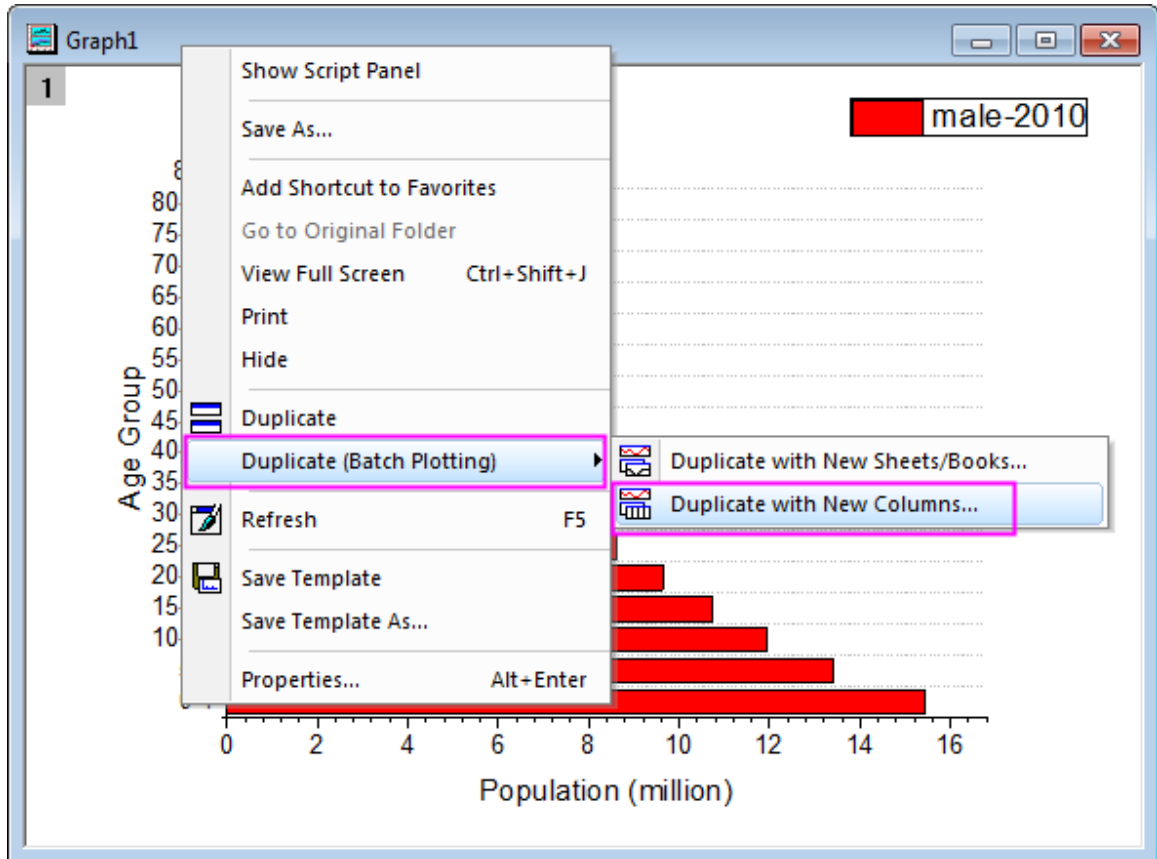 Graph1
1
male-2010
Show Script Panel
Save As...
Add Shortcut to Favorites
Go to Original Folder
View Full Screen Ctrl+Shift+J
Print
Hide
Duplicate
Duplicate (Batch Plotting)
Duplicate with New Sheets/Books...
Duplicate with New Columns...
Refresh F5
Save Template
Save Template As...
Properties... Alt+Enter
Age Group
80
75
70
65
60
55
50
45
40
35
30
25
20
15
10
0 2 4 6 8 10 12 14 16
Population (million)